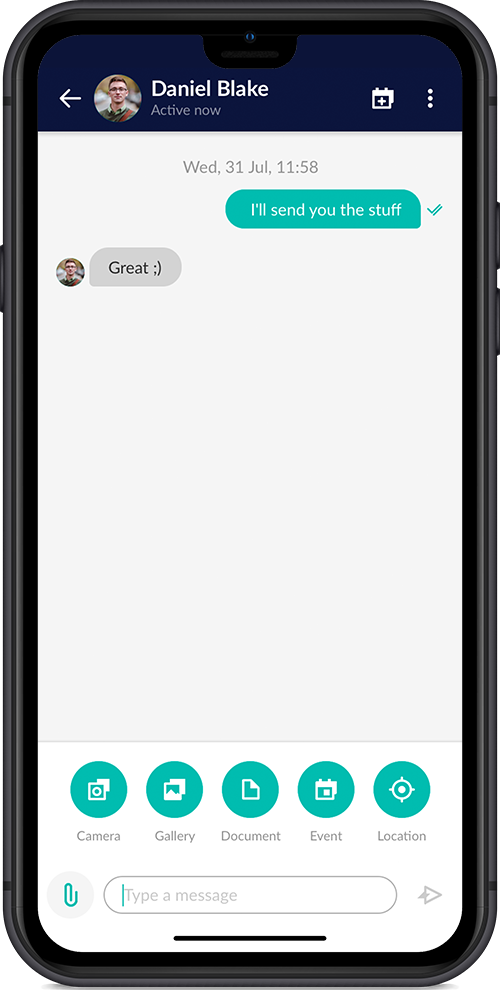 Daniel Blake
Active now
Wed, 31 Jul, 11:58
I'll send you the stuff
Great ;)
Camera
Gallery
Document
Event
Location
Type a message